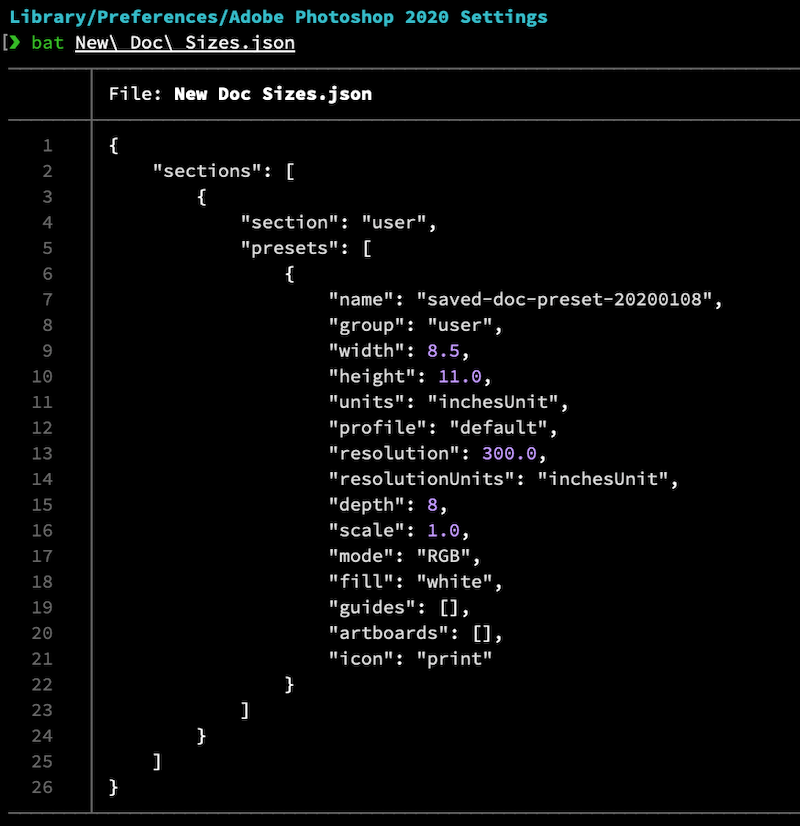 Library/Preferences/Adobe Photoshop 2020 Settings
[❯ bat New\ Doc\ Sizes.json
File: New Doc Sizes.json
1 {
2     "sections": [
3         {
4             "section": "user",
5             "presets": [
6                 {
7                     "name": "saved-doc-preset-20200108",
8                     "group": "user",
9                     "width": 8.5,
10                     "height": 11.0,
11                     "units": "inchesUnit",
12                     "profile": "default",
13                     "resolution": 300.0,
14                     "resolutionUnits": "inchesUnit",
15                     "depth": 8,
16                     "scale": 1.0,
17                     "mode": "RGB",
18                     "fill": "white",
19                     "guides": [],
20                     "artboards": [],
21                     "icon": "print"
22                 }
23             ]
24         }
25     ]
26 }